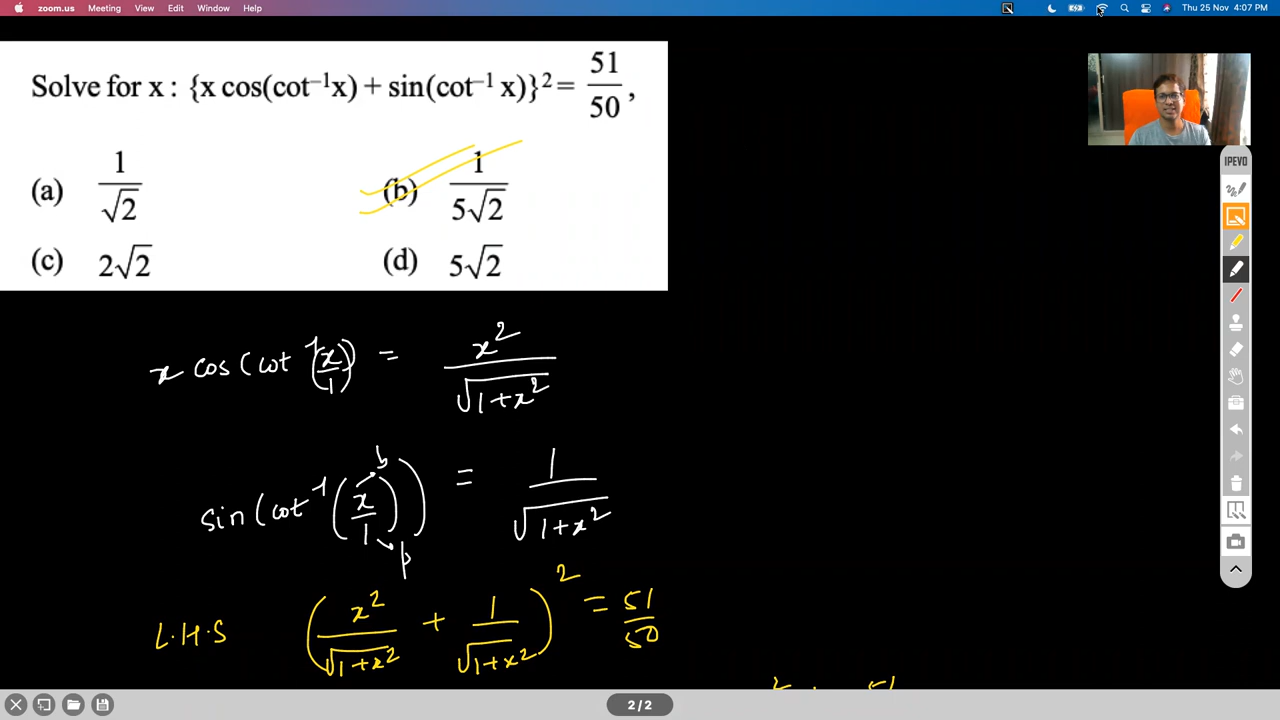 zoom.us Meeting View Edit Window Help Thu 25 Nov 4:07 PM
Solve for x : {x cos(cot⁻¹x) + sin(cot⁻¹ x)}² = 51/50 ,
(a) 1/√2 (b) 1/5√2
(c) 2√2 (d) 5√2
IPEVO
x cos(cot⁻¹(x/1)) = x²/√1+x²
b
sin(cot⁻¹(x/1)) = 1/√1+x²
p
L.H.S (x²/√1+x² + 1/√1+x²)² = 51/50
2/2